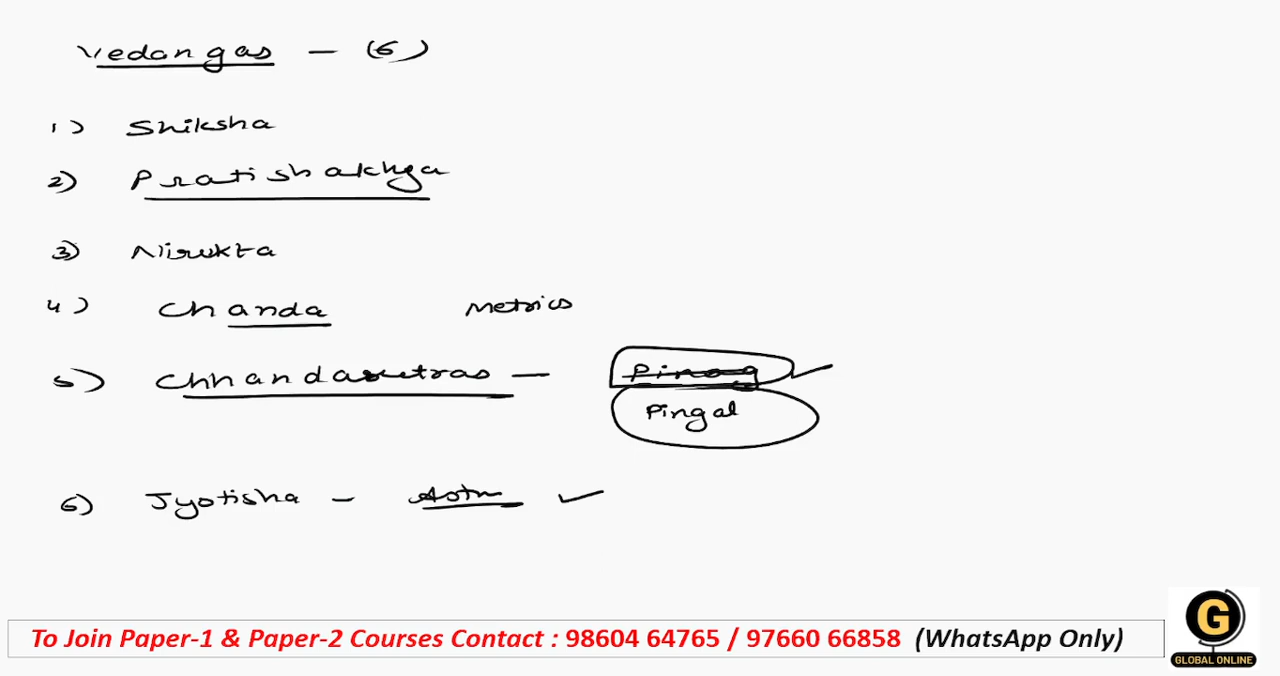 Vedangas - (6)
1) Shiksha
2) Pratishakhya
3) Nirukta
4) Chanda Metrics
5) Chhandasutras -
Pingal
6) Jyotisha - Astr
To Join Paper-1 & Paper-2 Courses Contact : 98604 64765 / 97660 66858 (WhatsApp Only)
G
GLOBAL ONLINE